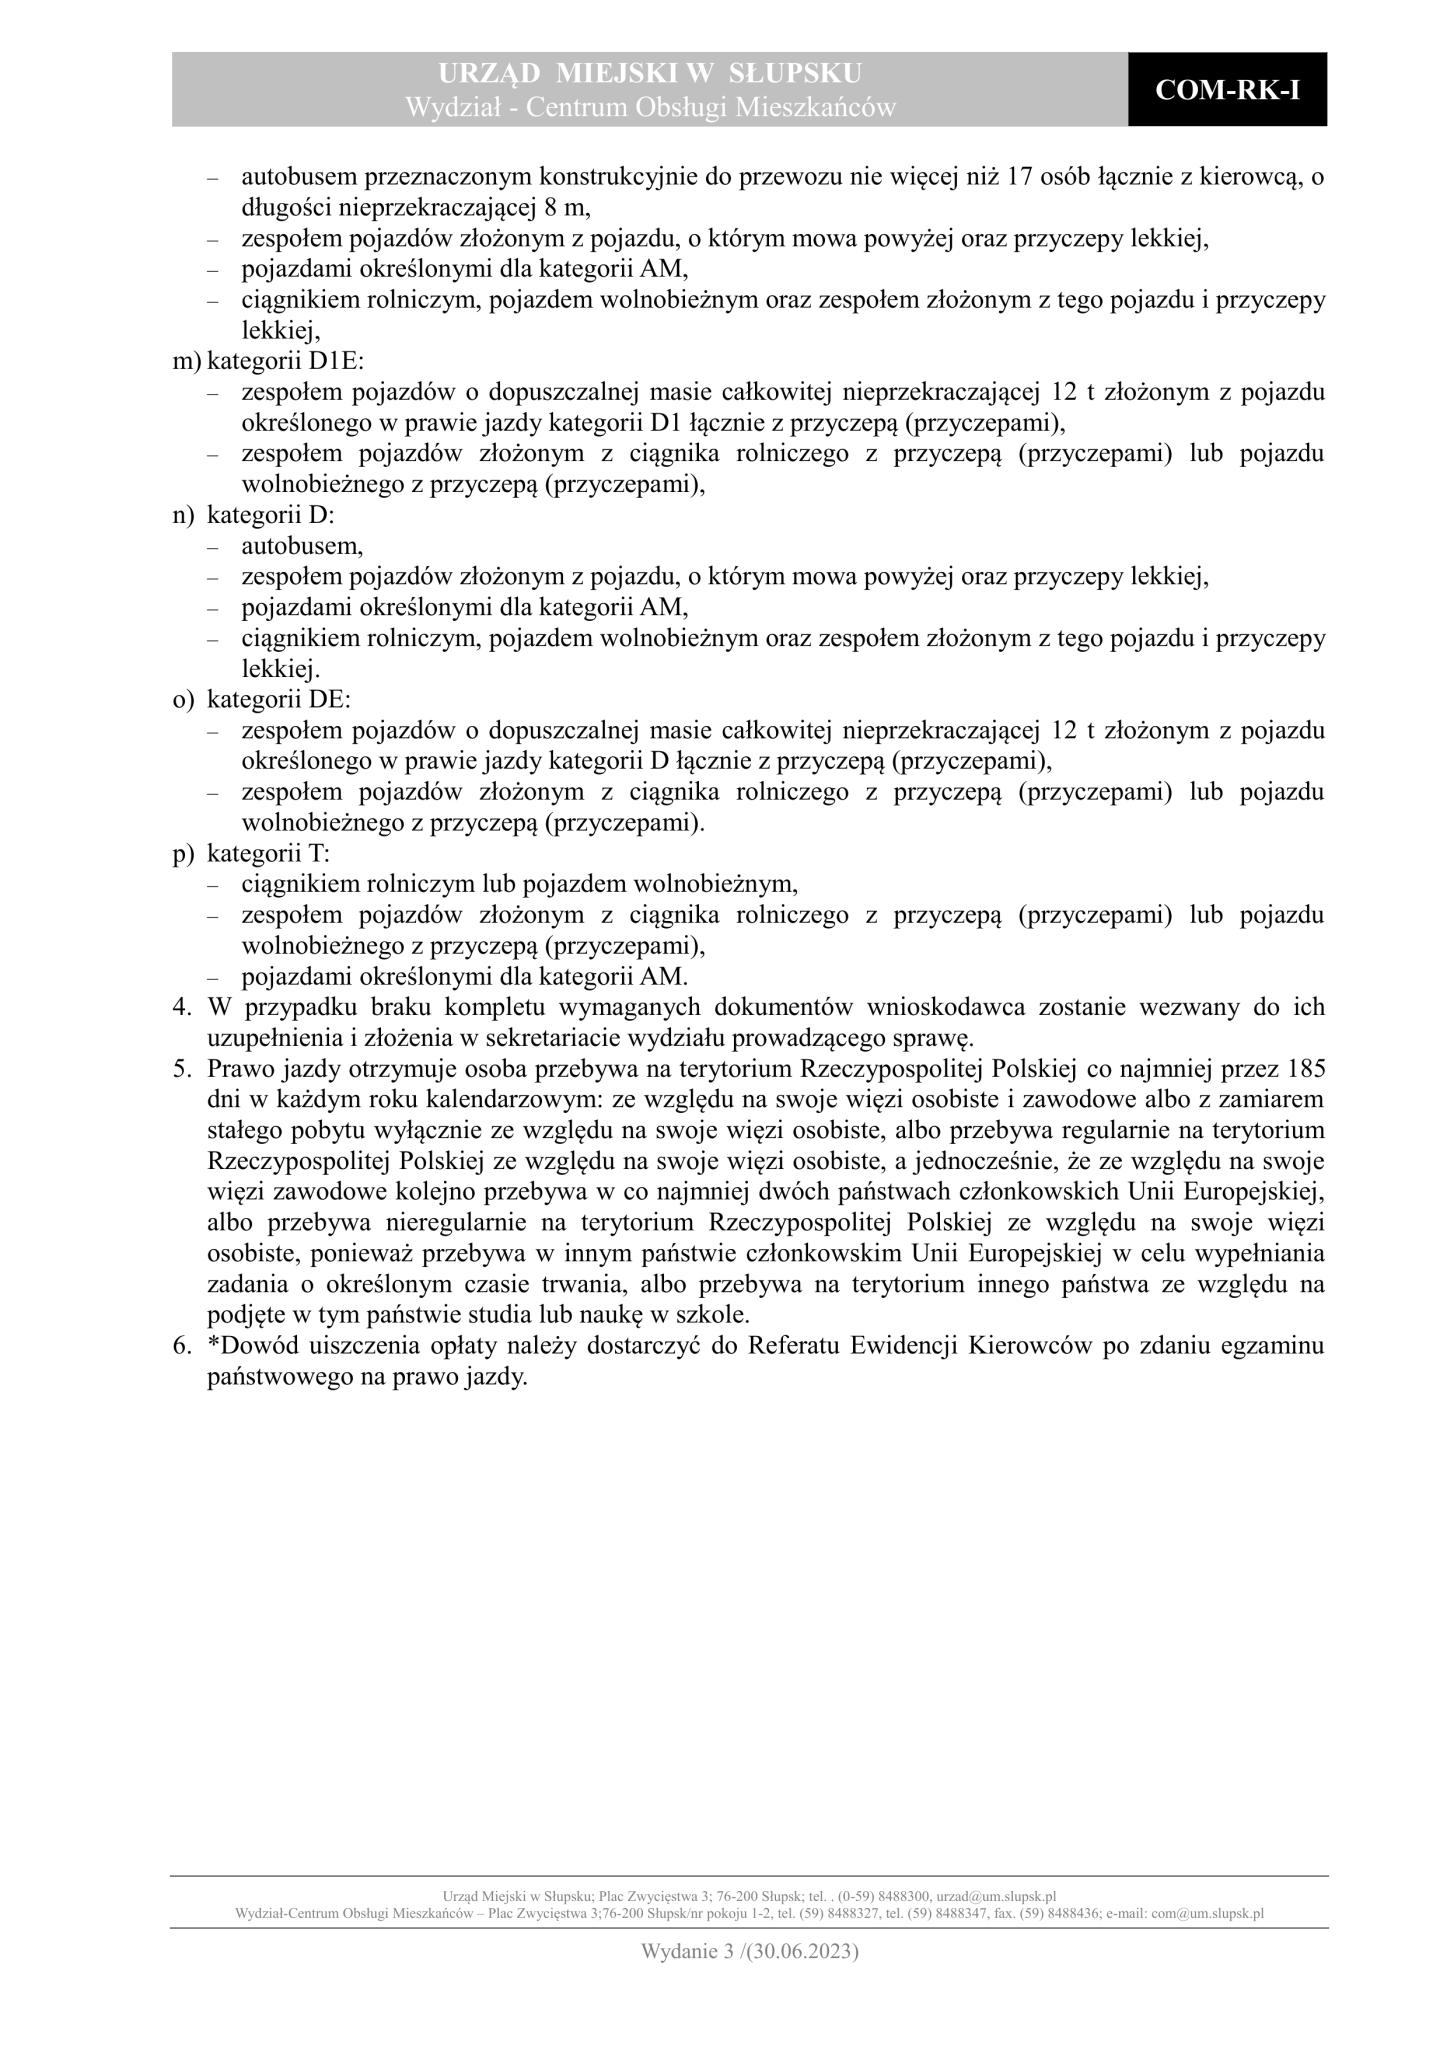 URZĄD MIEJSKI W SŁUPSKU
Wydział - Centrum Obsługi Mieszkańców
COM-RK-I
– autobusem przeznaczonym konstrukcyjnie do przewozu nie więcej niż 17 osób łącznie z kierowcą, o
długości nieprzekraczającej 8 m,
– zespołem pojazdów złożonym z pojazdu, o którym mowa powyżej oraz przyczepy lekkiej,
– pojazdami określonymi dla kategorii AM,
– ciągnikiem rolniczym, pojazdem wolnobieżnym oraz zespołem złożonym z tego pojazdu i przyczepy
lekkiej,
m) kategorii D1E:
– zespołem pojazdów o dopuszczalnej masie całkowitej nieprzekraczającej 12 t złożonym z pojazdu
określonego w prawie jazdy kategorii D1 łącznie z przyczepą (przyczepami),
– zespołem pojazdów złożonym z ciągnika rolniczego z przyczepą (przyczepami) lub pojazdu
wolnobieżnego z przyczepą (przyczepami),
n) kategorii D:
– autobusem,
– zespołem pojazdów złożonym z pojazdu, o którym mowa powyżej oraz przyczepy lekkiej,
– pojazdami określonymi dla kategorii AM,
– ciągnikiem rolniczym, pojazdem wolnobieżnym oraz zespołem złożonym z tego pojazdu i przyczepy
lekkiej.
o) kategorii DE:
– zespołem pojazdów o dopuszczalnej masie całkowitej nieprzekraczającej 12 t złożonym z pojazdu
określonego w prawie jazdy kategorii D łącznie z przyczepą (przyczepami),
– zespołem pojazdów złożonym z ciągnika rolniczego z przyczepą (przyczepami) lub pojazdu
wolnobieżnego z przyczepą (przyczepami).
p) kategorii T:
– ciągnikiem rolniczym lub pojazdem wolnobieżnym,
– zespołem pojazdów złożonym z ciągnika rolniczego z przyczepą (przyczepami) lub pojazdu
wolnobieżnego z przyczepą (przyczepami),
– pojazdami określonymi dla kategorii AM.
4. W przypadku braku kompletu wymaganych dokumentów wnioskodawca zostanie wezwany do ich
uzupełnienia i złożenia w sekretariacie wydziału prowadzącego sprawę.
5. Prawo jazdy otrzymuje osoba przebywa na terytorium Rzeczypospolitej Polskiej co najmniej przez 185
dni w każdym roku kalendarzowym: ze względu na swoje więzi osobiste i zawodowe albo z zamiarem
stałego pobytu wyłącznie ze względu na swoje więzi osobiste, albo przebywa regularnie na terytorium
Rzeczypospolitej Polskiej ze względu na swoje więzi osobiste, a jednocześnie, że ze względu na swoje
więzi zawodowe kolejno przebywa w co najmniej dwóch państwach członkowskich Unii Europejskiej,
albo przebywa nieregularnie na terytorium Rzeczypospolitej Polskiej ze względu na swoje więzi
osobiste, ponieważ przebywa w innym państwie członkowskim Unii Europejskiej w celu wypełniania
zadania o określonym czasie trwania, albo przebywa na terytorium innego państwa ze względu na
podjęte w tym państwie studia lub naukę w szkole.
6. *Dowód uiszczenia opłaty należy dostarczyć do Referatu Ewidencji Kierowców po zdaniu egzaminu
państwowego na prawo jazdy.
Urząd Miejski w Słupsku; Plac Zwycięstwa 3; 76-200 Słupsk; tel. . (0-59) 8488300, urzad@um.slupsk.pl
Wydział-Centrum Obsługi Mieszkańców – Plac Zwycięstwa 3;76-200 Słupsk/nr pokoju 1-2, tel. (59) 8488327, tel. (59) 8488347, fax. (59) 8488436; e-mail: com@um.slupsk.pl
Wydanie 3 /(30.06.2023)